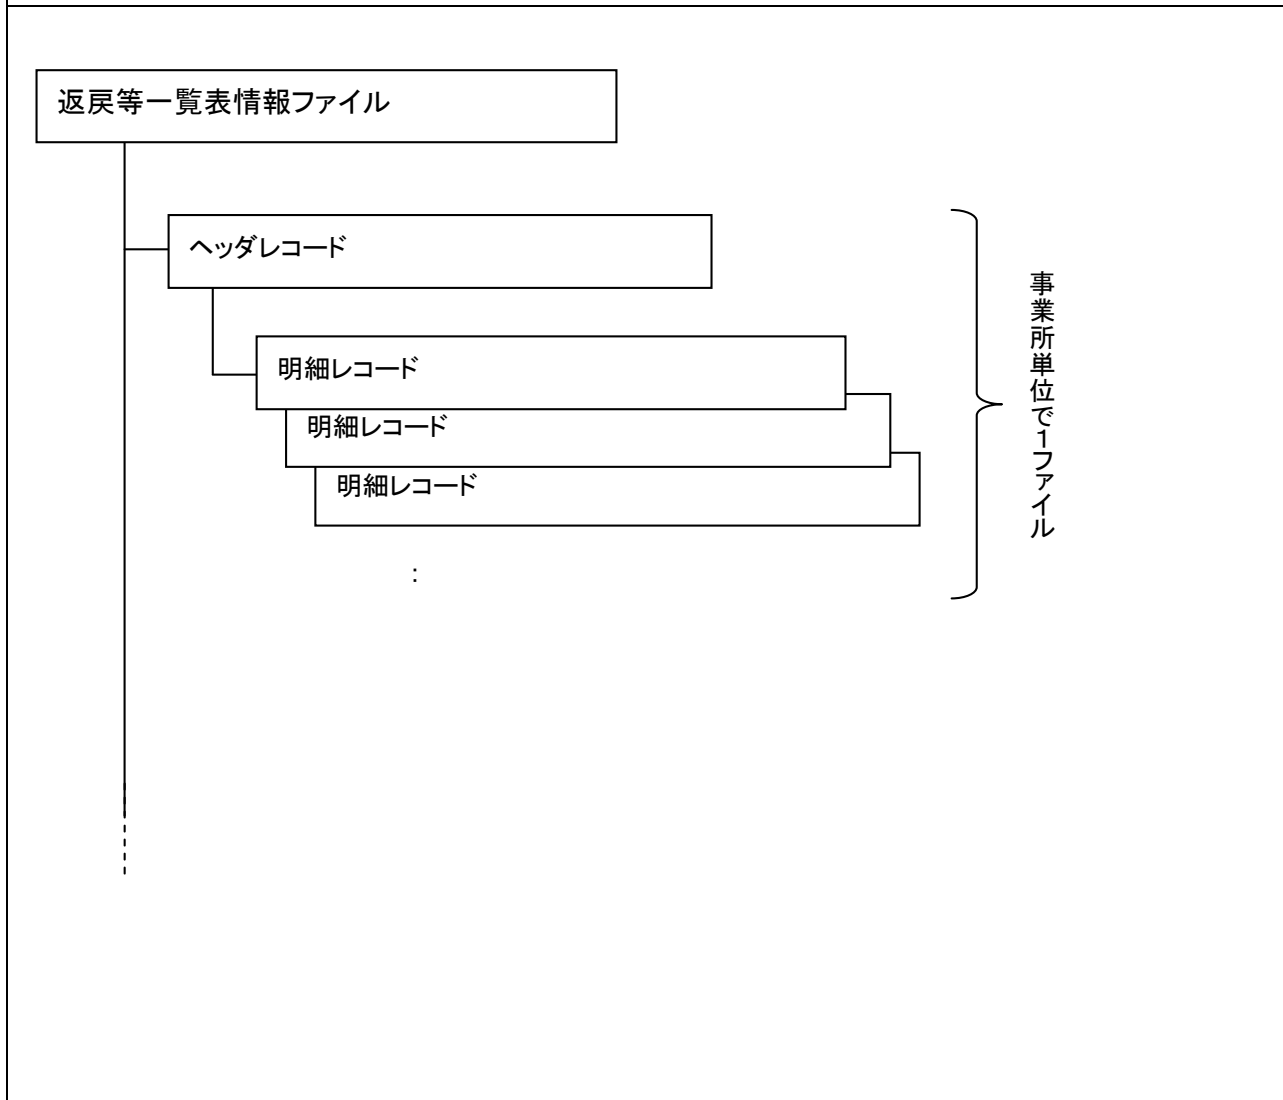 返戻等一覧表情報ファイル
ヘッダレコード
明細レコード
明細レコード
明細レコード
:
事業所単位で1ファイル